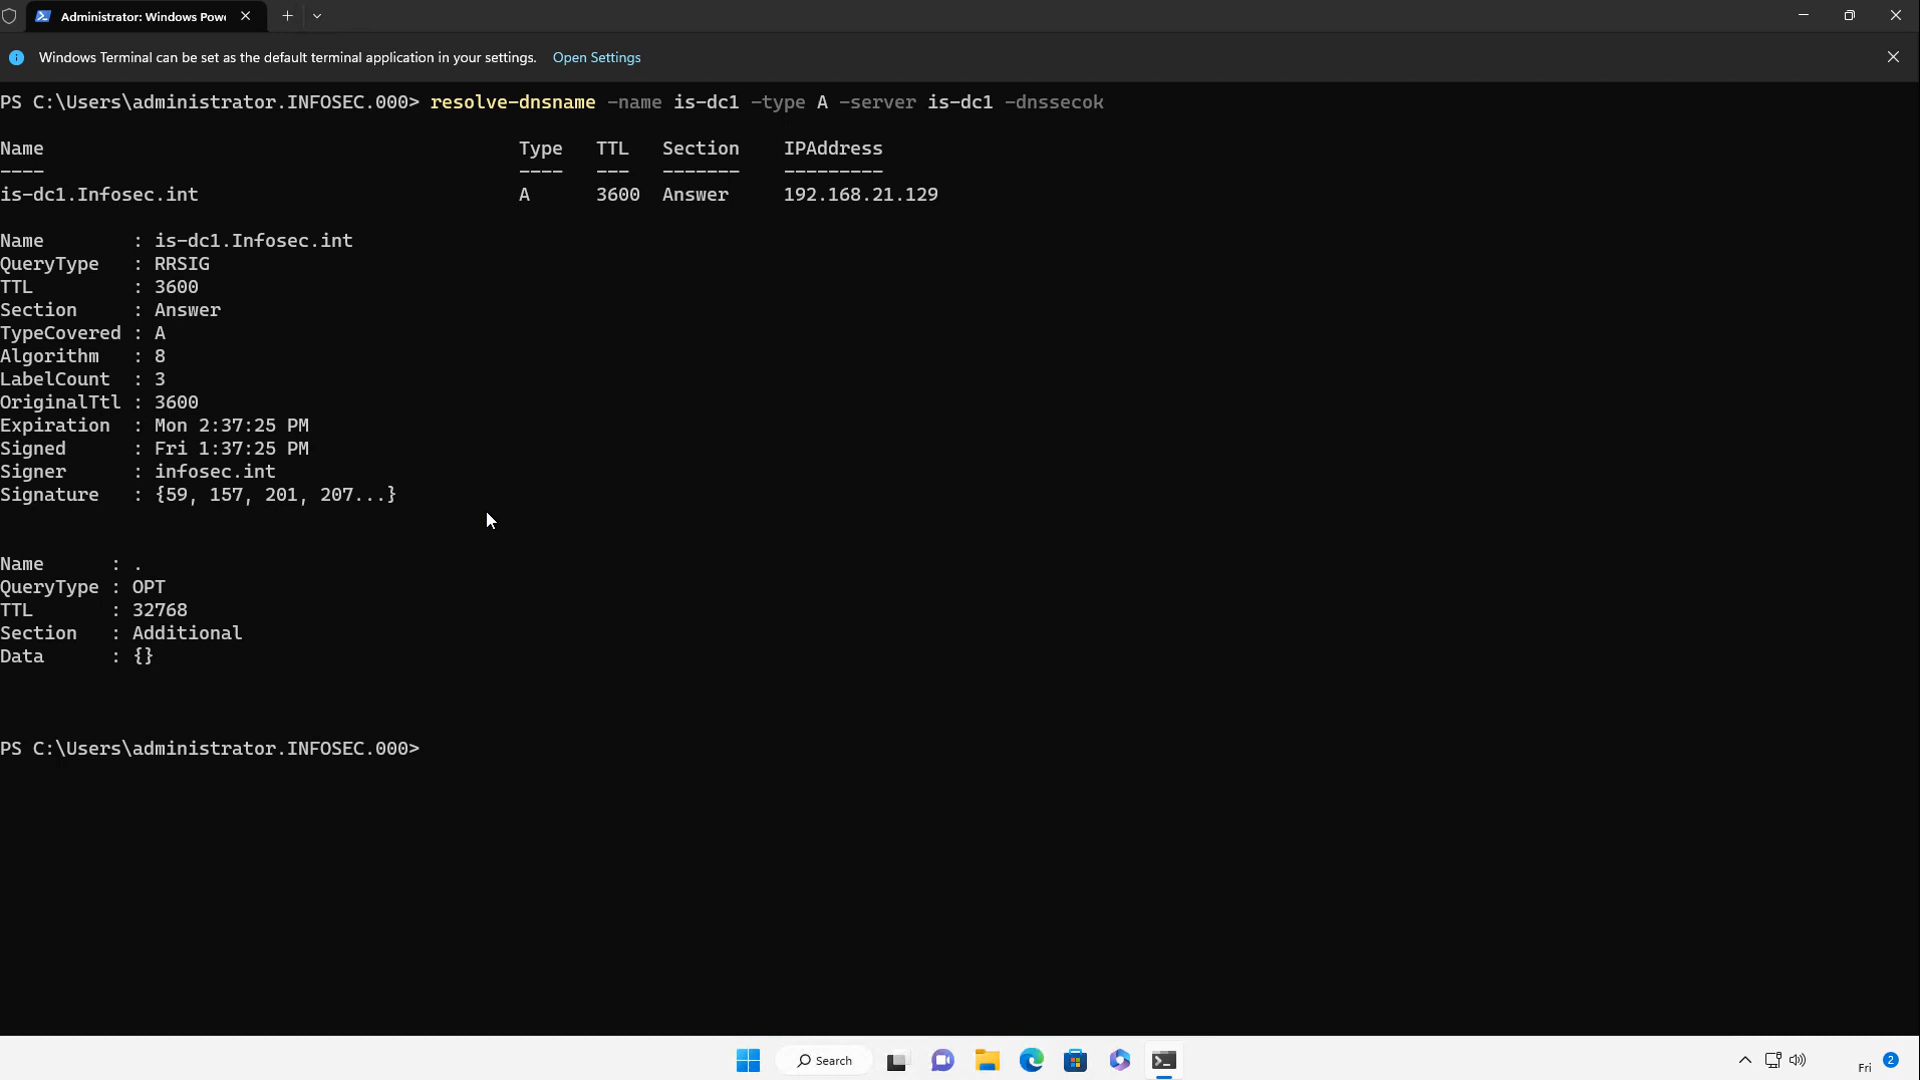 Administrator: Windows Powe
Windows Terminal can be set as the default terminal application in your settings. Open Settings
PS C:\Users\administrator.INFOSEC.000> resolve-dnsname -name is-dc1 -type A -server is-dc1 -dnssecok
Name Type TTL Section IPAddress
---- ---- --- ------- ---------
is-dc1.Infosec.int A 3600 Answer 192.168.21.129
Name : is-dc1.Infosec.int
QueryType : RRSIG
TTL : 3600
Section : Answer
TypeCovered : A
Algorithm : 8
LabelCount : 3
OriginalTtl : 3600
Expiration : Mon 2:37:25 PM
Signed : Fri 1:37:25 PM
Signer : infosec.int
Signature : {59, 157, 201, 207...}
Name : .
QueryType : OPT
TTL : 32768
Section : Additional
Data : {}
PS C:\Users\administrator.INFOSEC.000>
Search
Fri 2